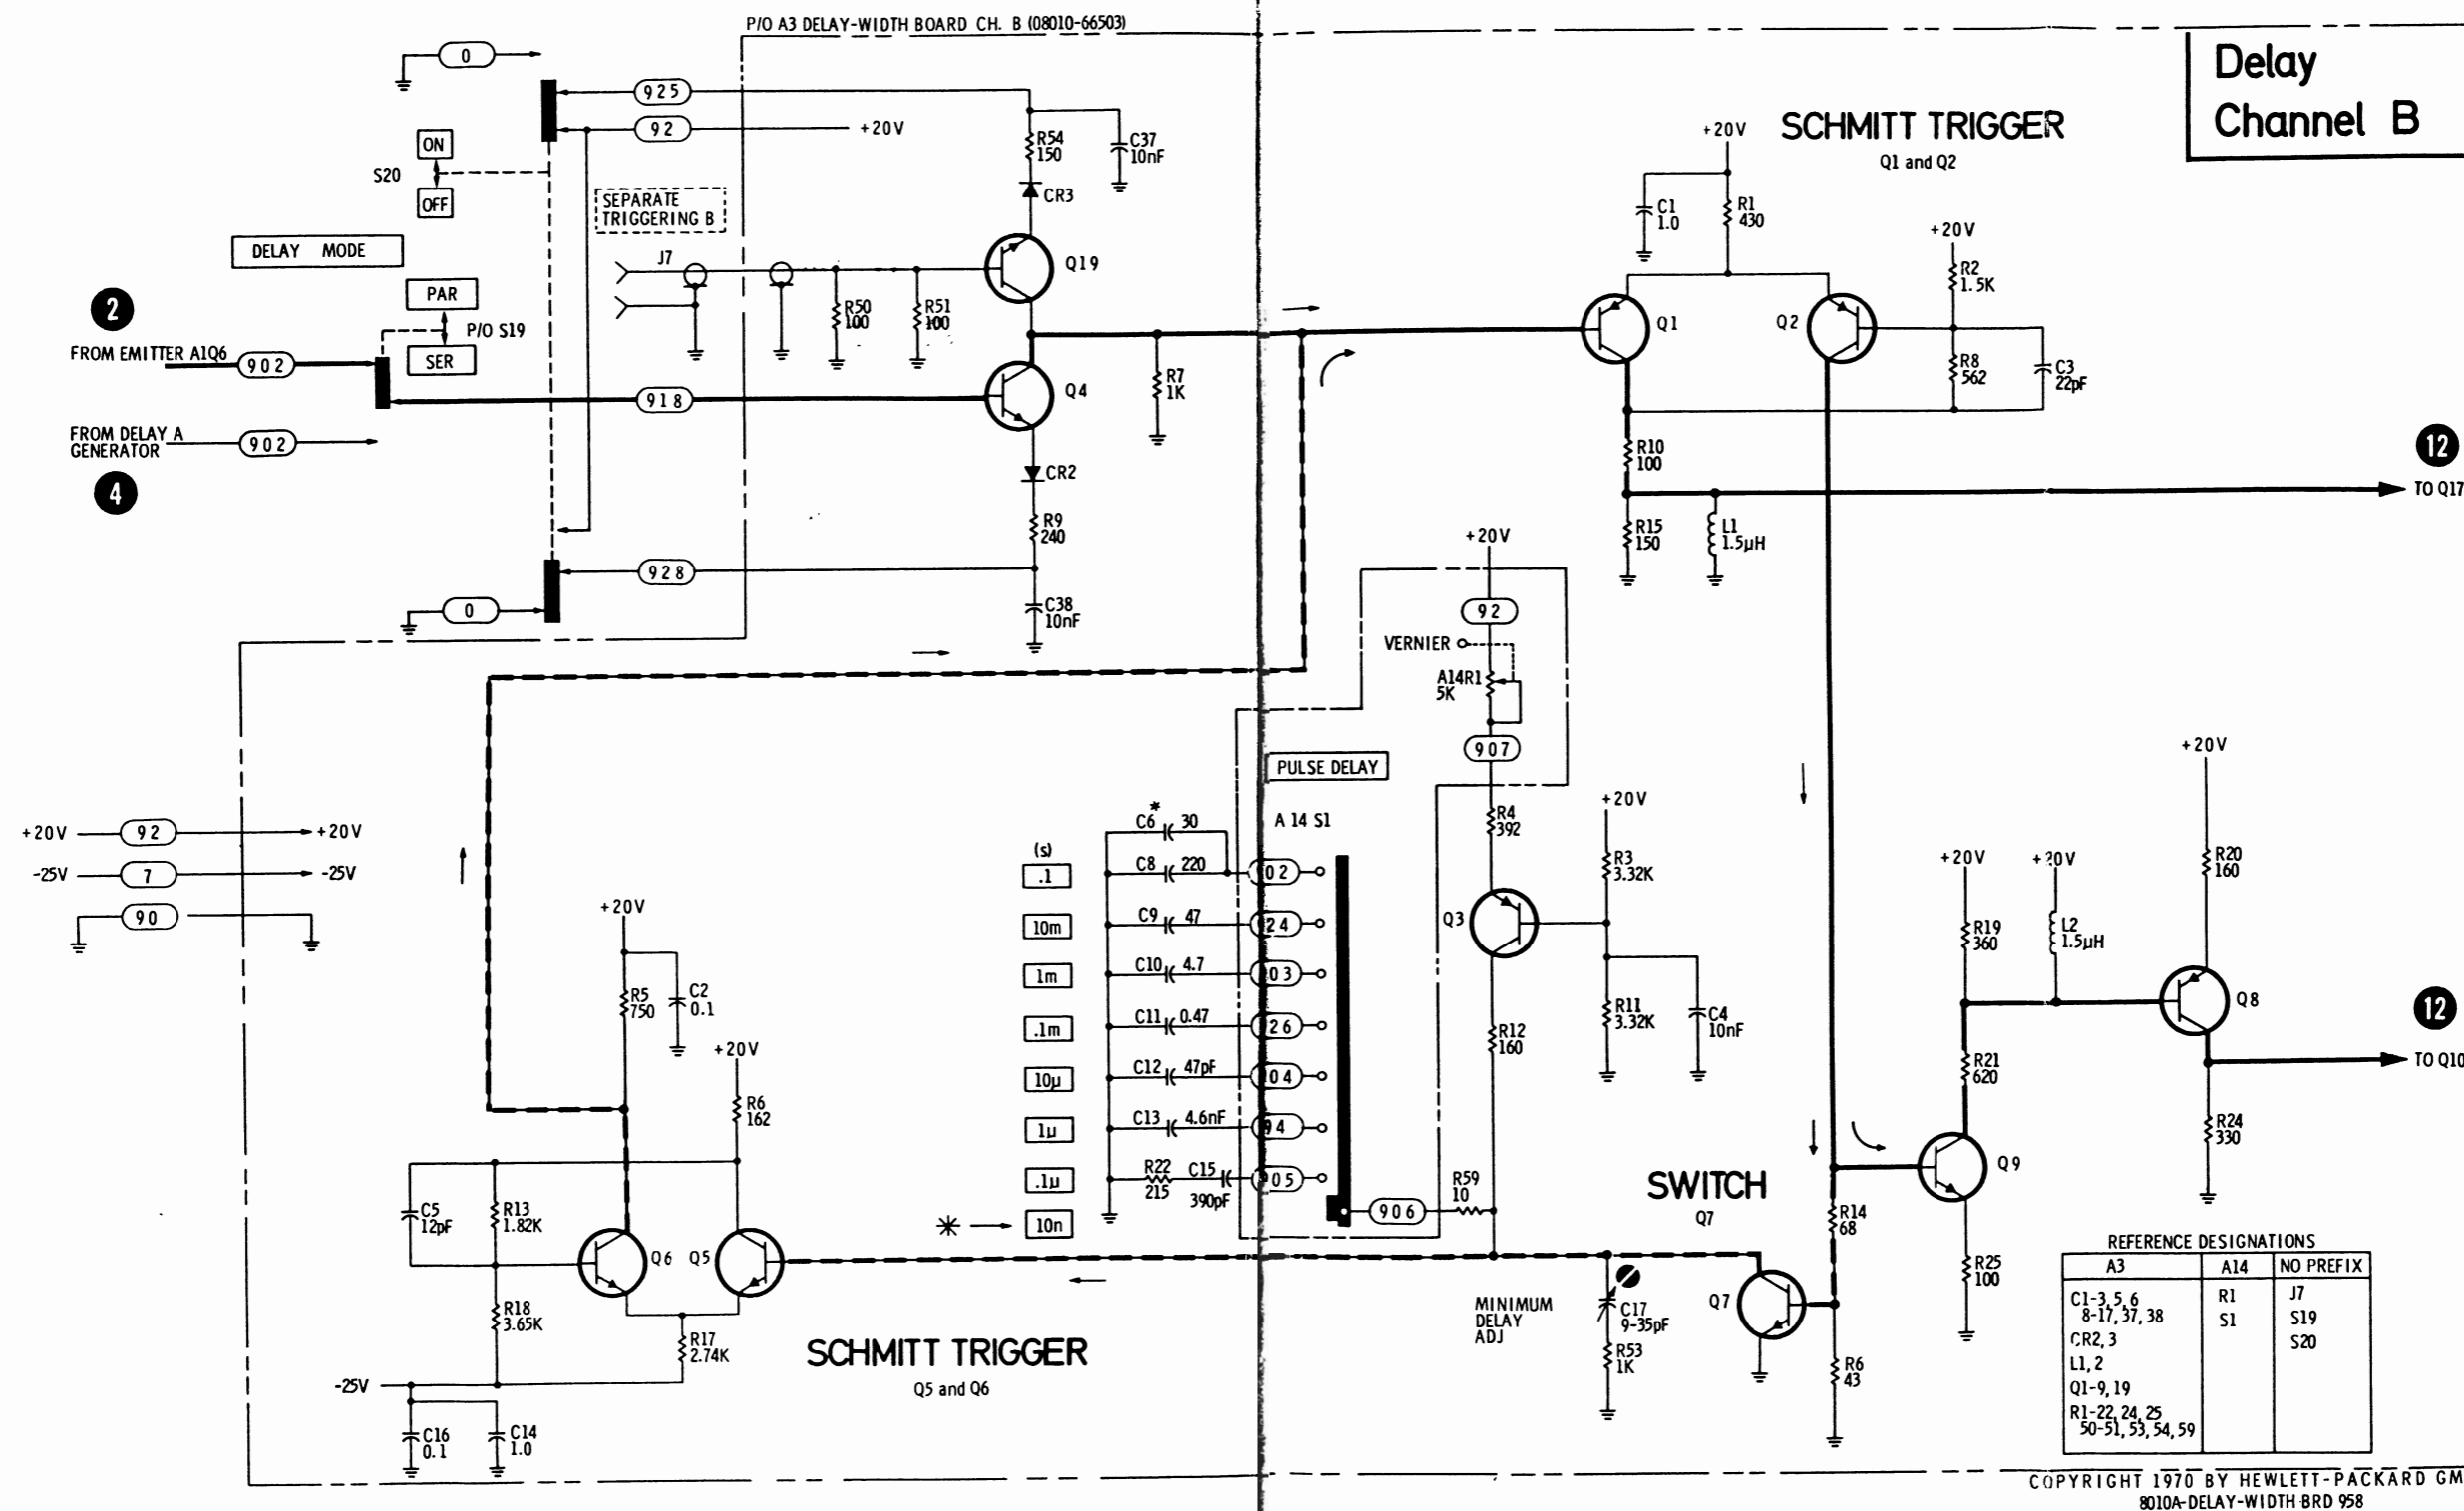 P/O A3 DELAY-WIDTH BOARD CH. B (08010-66503)
Delay
Channel B
0
925
92
+20V
ON
S20
OFF
R54
150
C37
10nF
CR3
SEPARATE
TRIGGERING B
J7
DELAY MODE
PAR
P/O S19
SER
2
FROM EMITTER A1Q6
902
FROM DELAY A
GENERATOR
902
4
918
Q19
R50
100
R51
100
Q4
R7
1K
CR2
R9
240
928
0
C38
10nF
SCHMITT TRIGGER
Q1 and Q2
+20V
C1
1.0
R1
430
+20V
R2
1.5K
Q1
Q2
R8
562
C3
22pF
R10
100
12
TO Q17
R15
150
L1
1.5µH
+20V
92
VERNIER
A14R1
5K
907
PULSE DELAY
A 14 S1
R4
392
+20V
R3
3.32K
Q3
R11
3.32K
C4
10nF
R12
160
+20V
92
+20V
-25V
7
-25V
90
+20V
R5
750
C2
0.1
+20V
R6
162
C5
12pF
R13
1.82K
Q6
Q5
R18
3.65K
R17
2.74K
-25V
C16
0.1
C14
1.0
SCHMITT TRIGGER
Q5 and Q6
(s)
*
C6 30
.1
C8 220
02
10m
C9 47
24
1m
C10 4.7
03
.1m
C11 0.47
26
10µ
C12 47pF
04
1µ
C13 4.6nF
94
.1µ
R22
215
C15
390pF
05
10n
906
R59
10
MINIMUM
DELAY
ADJ
C17
9-35pF
R53
1K
SWITCH
Q7
Q7
R14
68
R6
43
+20V
R19
360
+20V
L2
1.5µH
+20V
R20
160
Q8
12
TO Q10
R21
620
R24
330
Q9
R25
100
REFERENCE DESIGNATIONS
A3 A14 NO PREFIX
C1-3,5,6 R1 J7
8-17,37,38 S1 S19
CR2,3 S20
L1,2
Q1-9,19
R1-22,24,25
50-51,53,54,59
COPYRIGHT 1970 BY HEWLETT-PACKARD GM
8010A-DELAY-WIDTH BRD 958